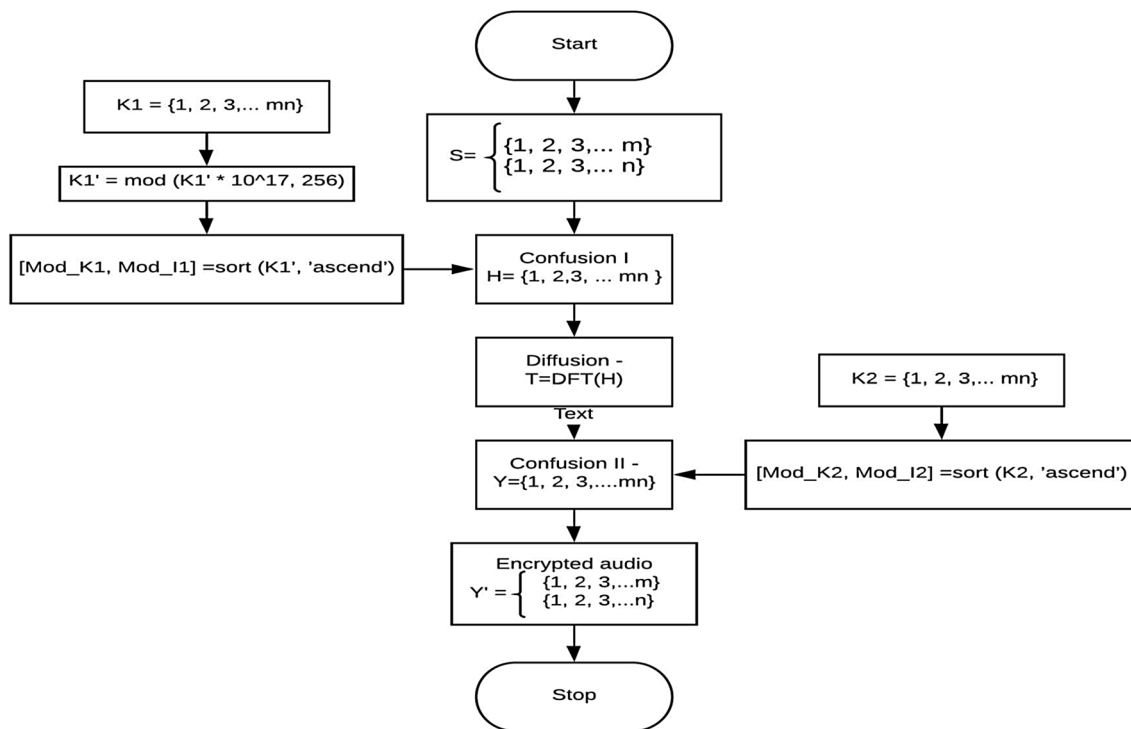 Start
K1 = {1, 2, 3,... mn}
S= {1, 2, 3,... m}
{1, 2, 3,... n}
K1' = mod (K1' * 10^17, 256)
[Mod_K1, Mod_I1] =sort (K1', 'ascend')
Confusion I
H= {1, 2,3, ... mn }
Diffusion -
T=DFT(H)
Text
K2 = {1, 2, 3,... mn}
Confusion II -
Y={1, 2, 3,....mn}
[Mod_K2, Mod_I2] =sort (K2, 'ascend')
Encrypted audio
Y' = {1, 2, 3,...m}
{1, 2, 3,...n}
Stop